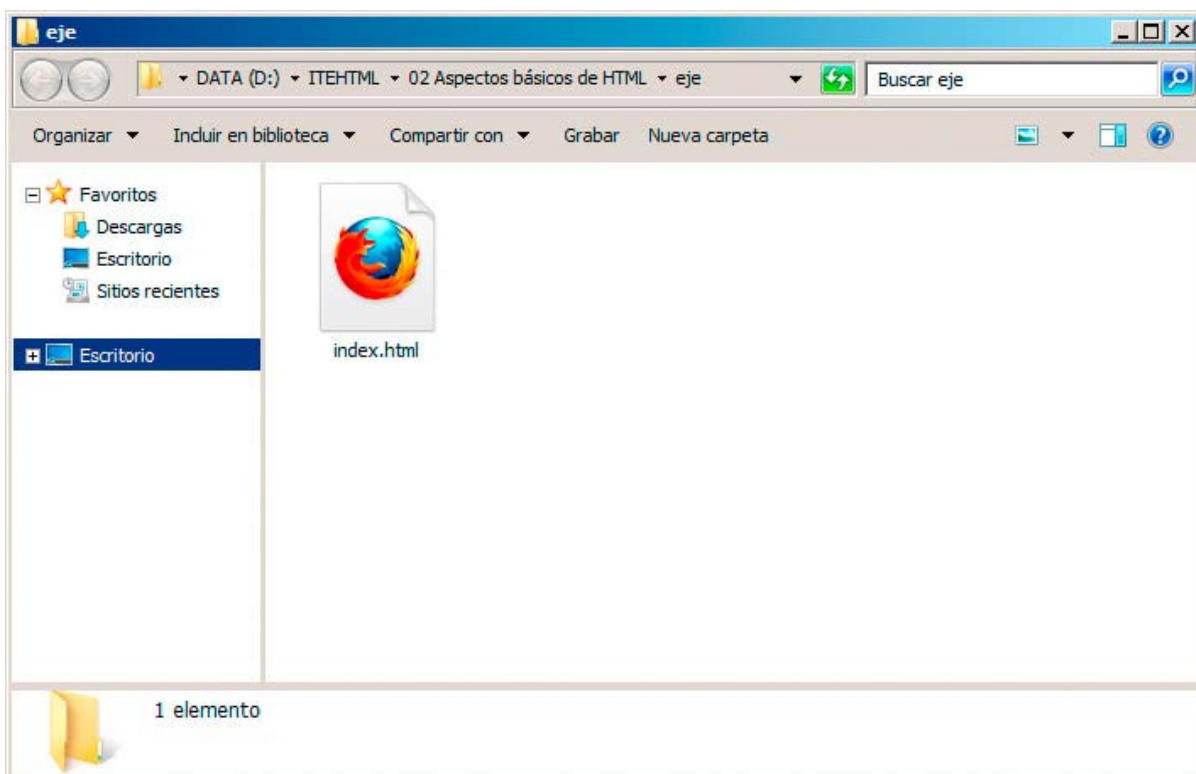 eje
DATA (D:) ITEHTML 02 Aspectos básicos de HTML eje
Buscar eje
Organizar Incluir en biblioteca Compartir con Grabar Nueva carpeta
Favoritos
Descargas
Escritorio
Sitios recientes
Escritorio
index.html
1 elemento